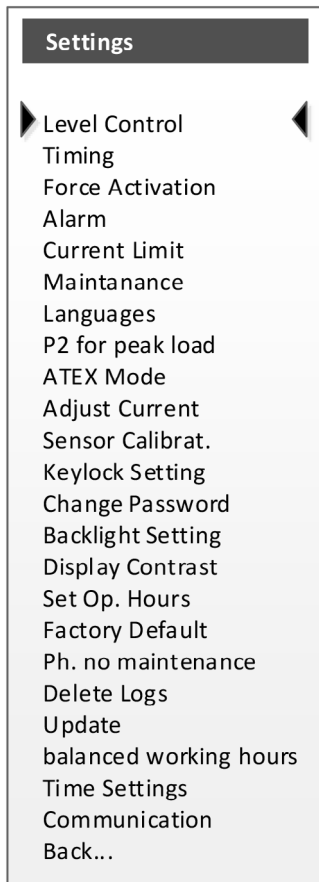 Settings
Level Control
Timing
Force Activation
Alarm
Current Limit
Maintanance
Languages
P2 for peak load
ATEX Mode
Adjust Current
Sensor Calibrat.
Keylock Setting
Change Password
Backlight Setting
Display Contrast
Set Op. Hours
Factory Default
Ph. no maintenance
Delete Logs
Update
balanced working hours
Time Settings
Communication
Back...